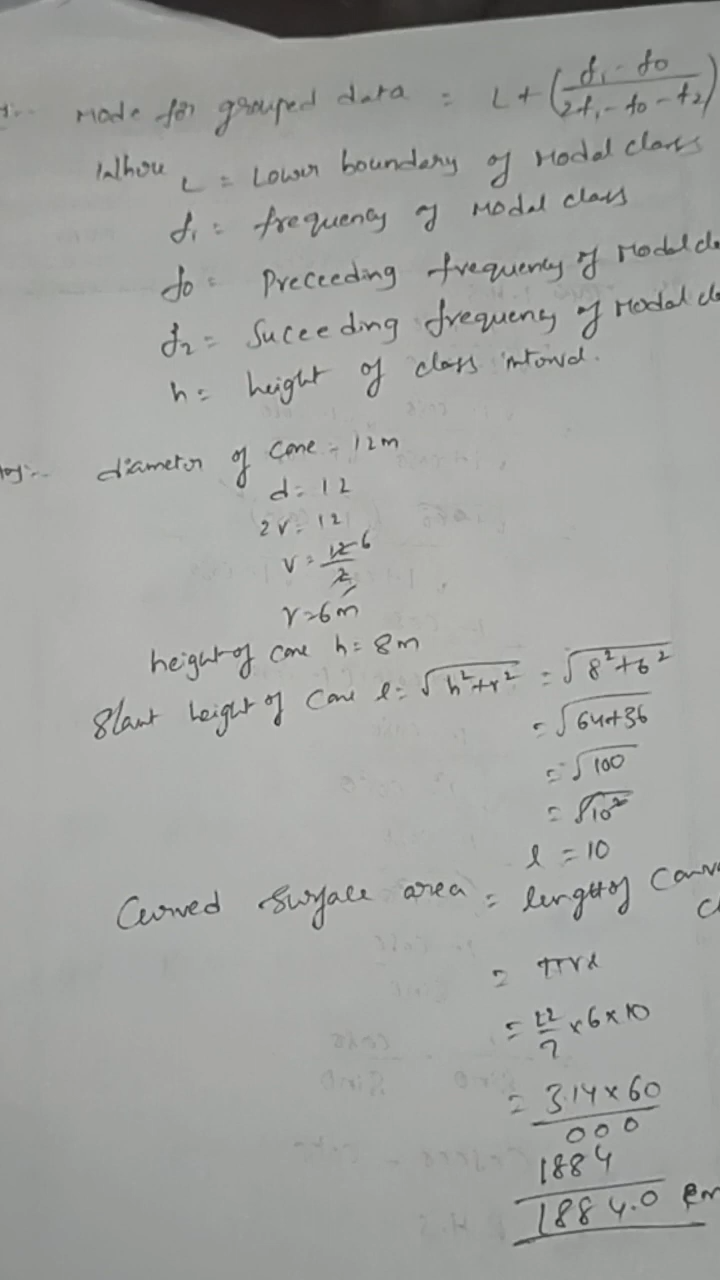 Mode for grouped data = L + (f₁ - f₀ / 2f₁ - f₀ - f₂)
Where L = Lower boundary of Modal class
f₁ = frequency of Modal class
f₀ = Preceeding frequency of Modal cla
f₂ = Suceeding frequency of Modal cla
h = height of class
diameter of cone = 12m
d = 12
2r = 12
r = 12/2 6
r = 6m
height of cone h = 8m
Slant height of cone l = √h²+r² = √8²+6²
= √64+36
= √100
= √10²
l = 10
Curved surface area = length of Canv
= πrl
= 22/7 × 6 × 10
= 3.14 × 60
000
1884
1884.0